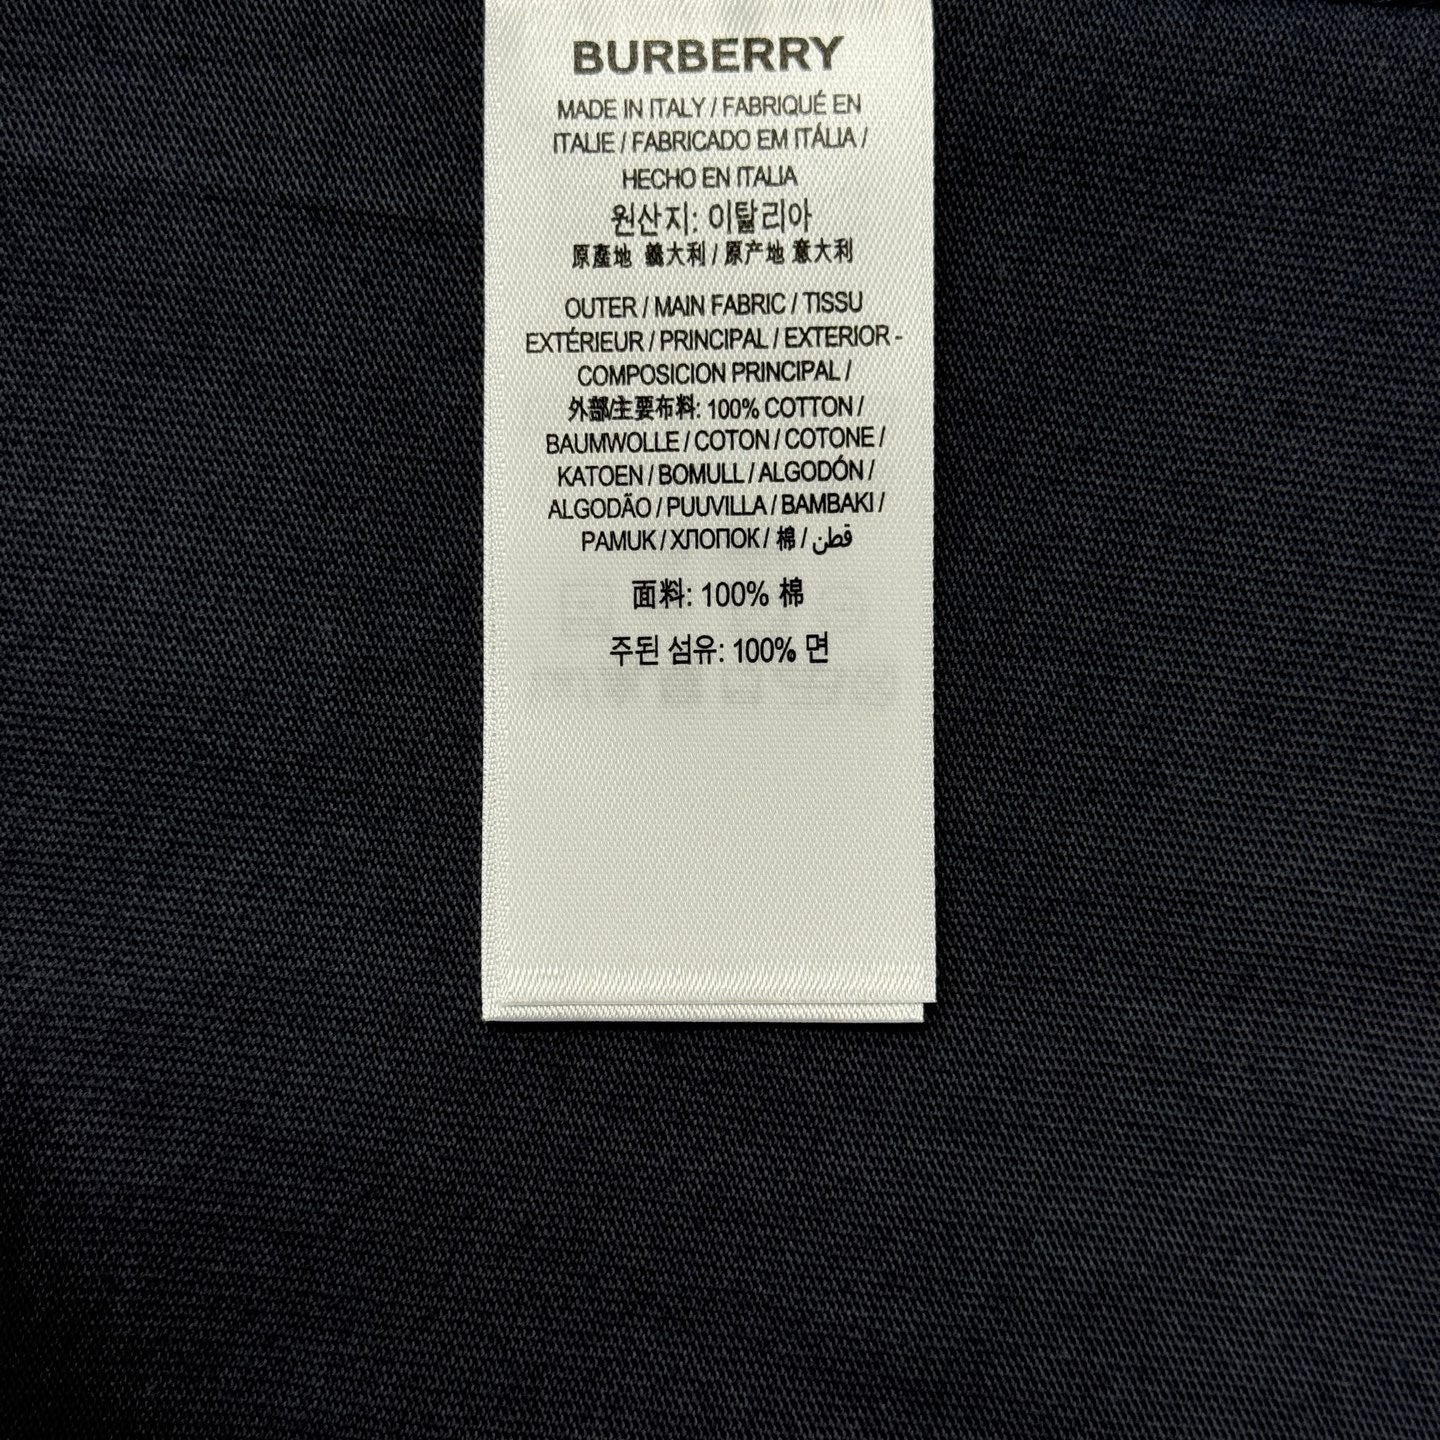 BURBERRY
MADE IN ITALY / FABRIQUÉ EN
ITALIE / FABRICADO EM ITÁLIA /
HECHO EN ITALIA
원산지: 이탈리아
原產地 義大利 / 原产地 意大利
OUTER / MAIN FABRIC / TISSU
EXTÉRIEUR / PRINCIPAL / EXTERIOR -
COMPOSICION PRINCIPAL /
外部/主要布料: 100% COTTON /
BAUMWOLLE / COTON / COTONE /
KATOEN / BOMULL / ALGODÓN /
ALGODÃO / PUUVILLA / BAMBAKI /
PAMUK / ХЛОПОК / 棉 / قطن
面料: 100% 棉
주된 섬유: 100% 면